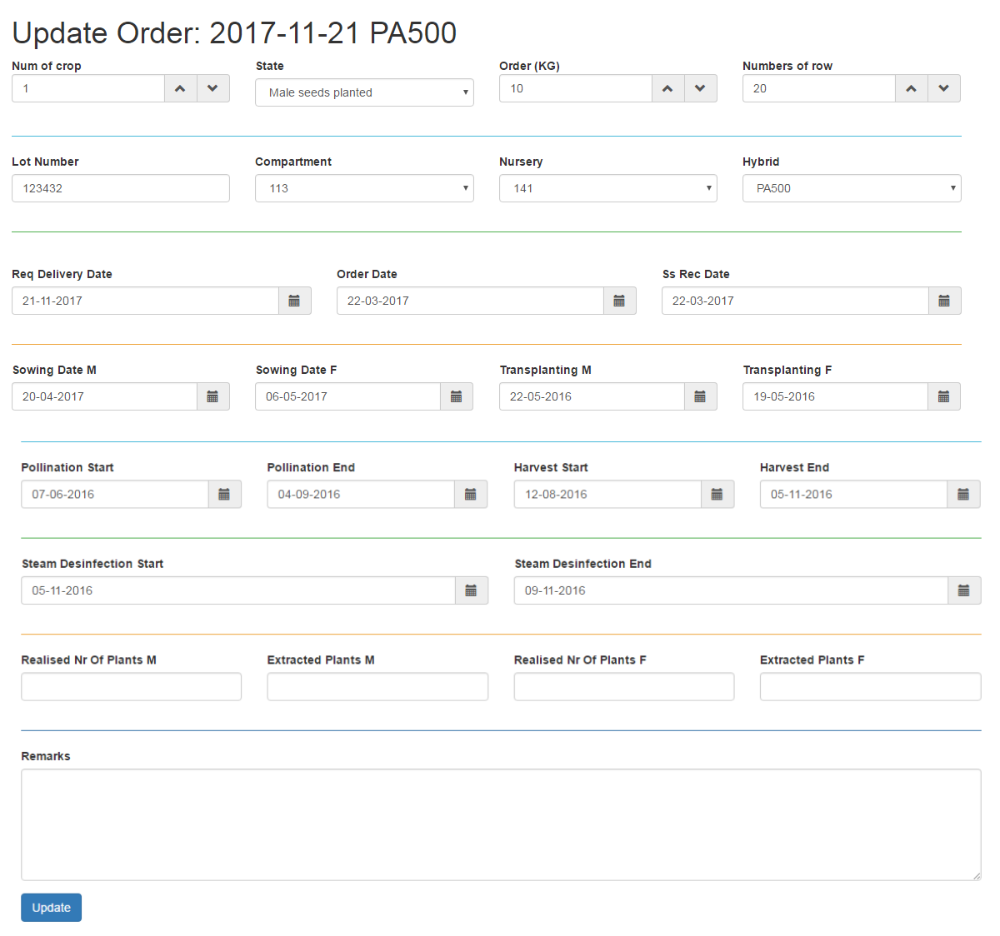 Update Order: 2017-11-21 PA500
Num of crop State Order (KG) Numbers of row
1 Male seeds planted 10 20
Lot Number Compartment Nursery Hybrid
123432 113 141 PA500
Req Delivery Date Order Date Ss Rec Date
21-11-2017 22-03-2017 22-03-2017
Sowing Date M Sowing Date F Transplanting M Transplanting F
20-04-2017 06-05-2017 22-05-2016 19-05-2016
Pollination Start Pollination End Harvest Start Harvest End
07-06-2016 04-09-2016 12-08-2016 05-11-2016
Steam Desinfection Start Steam Desinfection End
05-11-2016 09-11-2016
Realised Nr Of Plants M Extracted Plants M Realised Nr Of Plants F Extracted Plants F
Remarks
Update